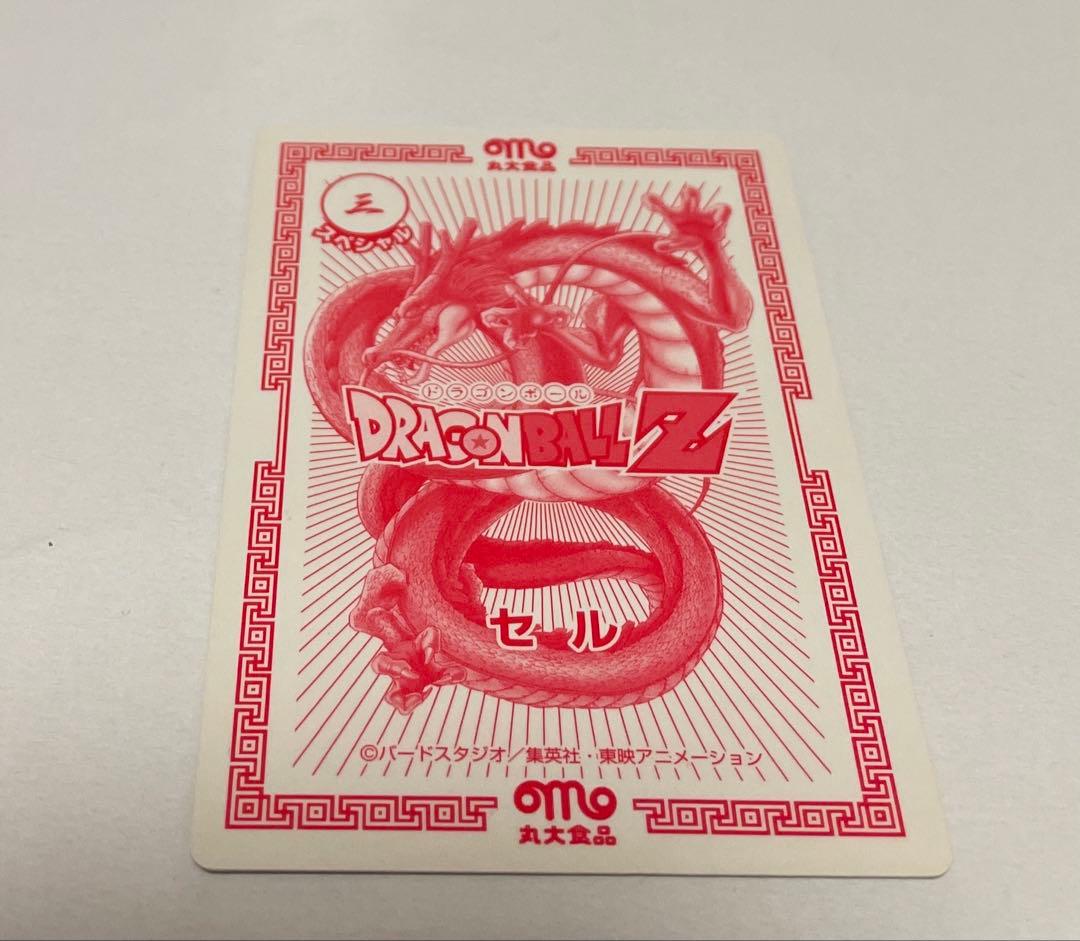 丸大食品
三
スペシャル
ドラゴンボール
DRAGON BALL Z
セル
©バードスタジオ／集英社・東映アニメーション
丸大食品